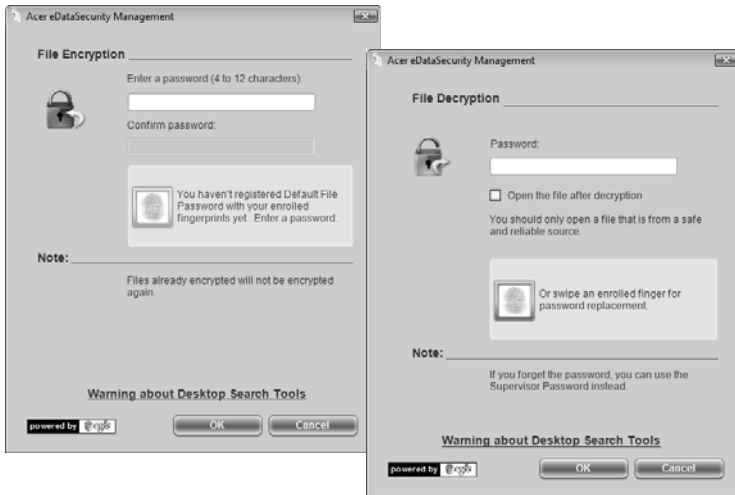 Acer eDataSecurity Management
File Encryption
Enter a password (4 to 12 characters):
Confirm password:
You haven't registered Default File
Password with your enrolled
fingerprints yet. Enter a password.
Note:
Files already encrypted will not be encrypted
again.
Warning about Desktop Search Tools
powered by egis
OK
Cancel
Acer eDataSecurity Management
File Decryption
Password:
Open the file after decryption
You should only open a file that is from a safe
and reliable source.
Or swipe an enrolled finger for
password replacement.
Note:
If you forget the password, you can use the
Supervisor Password instead.
Warning about Desktop Search Tools
powered by egis
OK
Cancel